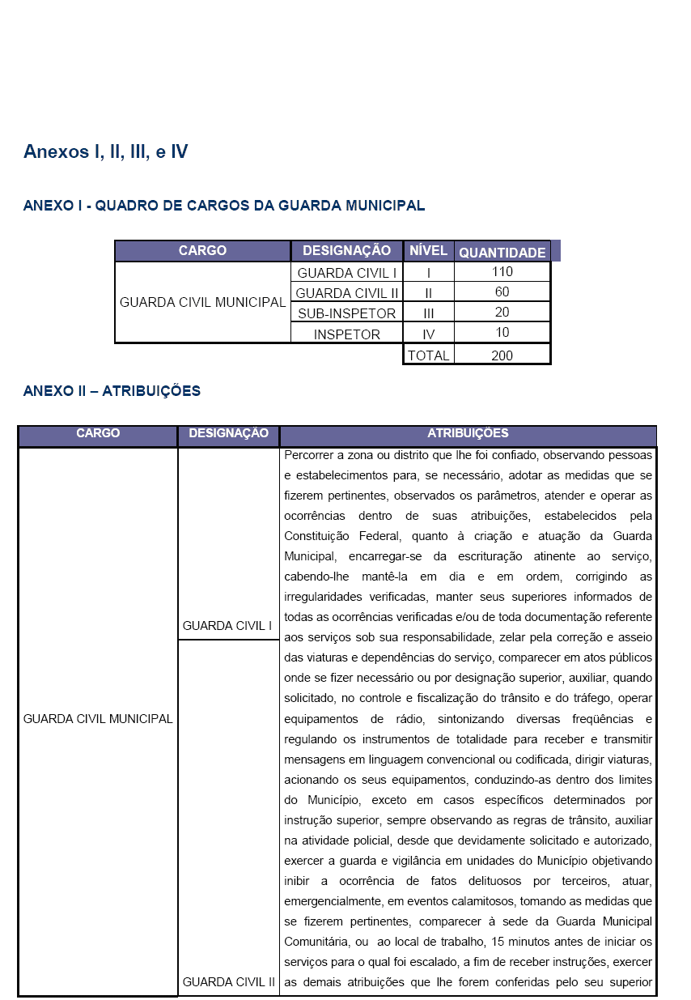 Anexos I, II, III, e IV
ANEXO I - QUADRO DE CARGOS DA GUARDA MUNICIPAL
CARGO DESIGNAÇÃO NÍVEL QUANTIDADE
GUARDA CIVIL MUNICIPAL
GUARDA CIVIL I I 110
GUARDA CIVIL II II 60
SUB-INSPETOR III 20
INSPETOR IV 10
TOTAL 200
ANEXO II – ATRIBUIÇÕES
CARGO DESIGNAÇÃO ATRIBUIÇÕES
GUARDA CIVIL MUNICIPAL
GUARDA CIVIL I
GUARDA CIVIL II
Percorrer a zona ou distrito que lhe foi confiado, observando pessoas
e estabelecimentos para, se necessário, adotar as medidas que se
fizerem pertinentes, observados os parâmetros, atender e operar as
ocorrências dentro de suas atribuições, estabelecidos pela
Constituição Federal, quanto à criação e atuação da Guarda
Municipal, encarregar-se da escrituração atinente ao serviço,
cabendo-lhe mantê-la em dia e em ordem, corrigindo as
irregularidades verificadas, manter seus superiores informados de
todas as ocorrências verificadas e/ou de toda documentação referente
aos serviços sob sua responsabilidade, zelar pela correção e asseio
das viaturas e dependências do serviço, comparecer em atos públicos
onde se fizer necessário ou por designação superior, auxiliar, quando
solicitado, no controle e fiscalização do trânsito e do tráfego, operar
equipamentos de rádio, sintonizando diversas freqüências e
regulando os instrumentos de totalidade para receber e transmitir
mensagens em linguagem convencional ou codificada, dirigir viaturas,
acionando os seus equipamentos, conduzindo-as dentro dos limites
do Município, exceto em casos específicos determinados por
instrução superior, sempre observando as regras de trânsito, auxiliar
na atividade policial, desde que devidamente solicitado e autorizado,
exercer a guarda e vigilância em unidades do Município objetivando
inibir a ocorrência de fatos delituosos por terceiros, atuar,
emergencialmente, em eventos calamitosos, tomando as medidas que
se fizerem pertinentes, comparecer à sede da Guarda Municipal
Comunitária, ou ao local de trabalho, 15 minutos antes de iniciar os
serviços para o qual foi escalado, a fim de receber instruções, exercer
as demais atribuições que lhe forem conferidas pelo seu superior